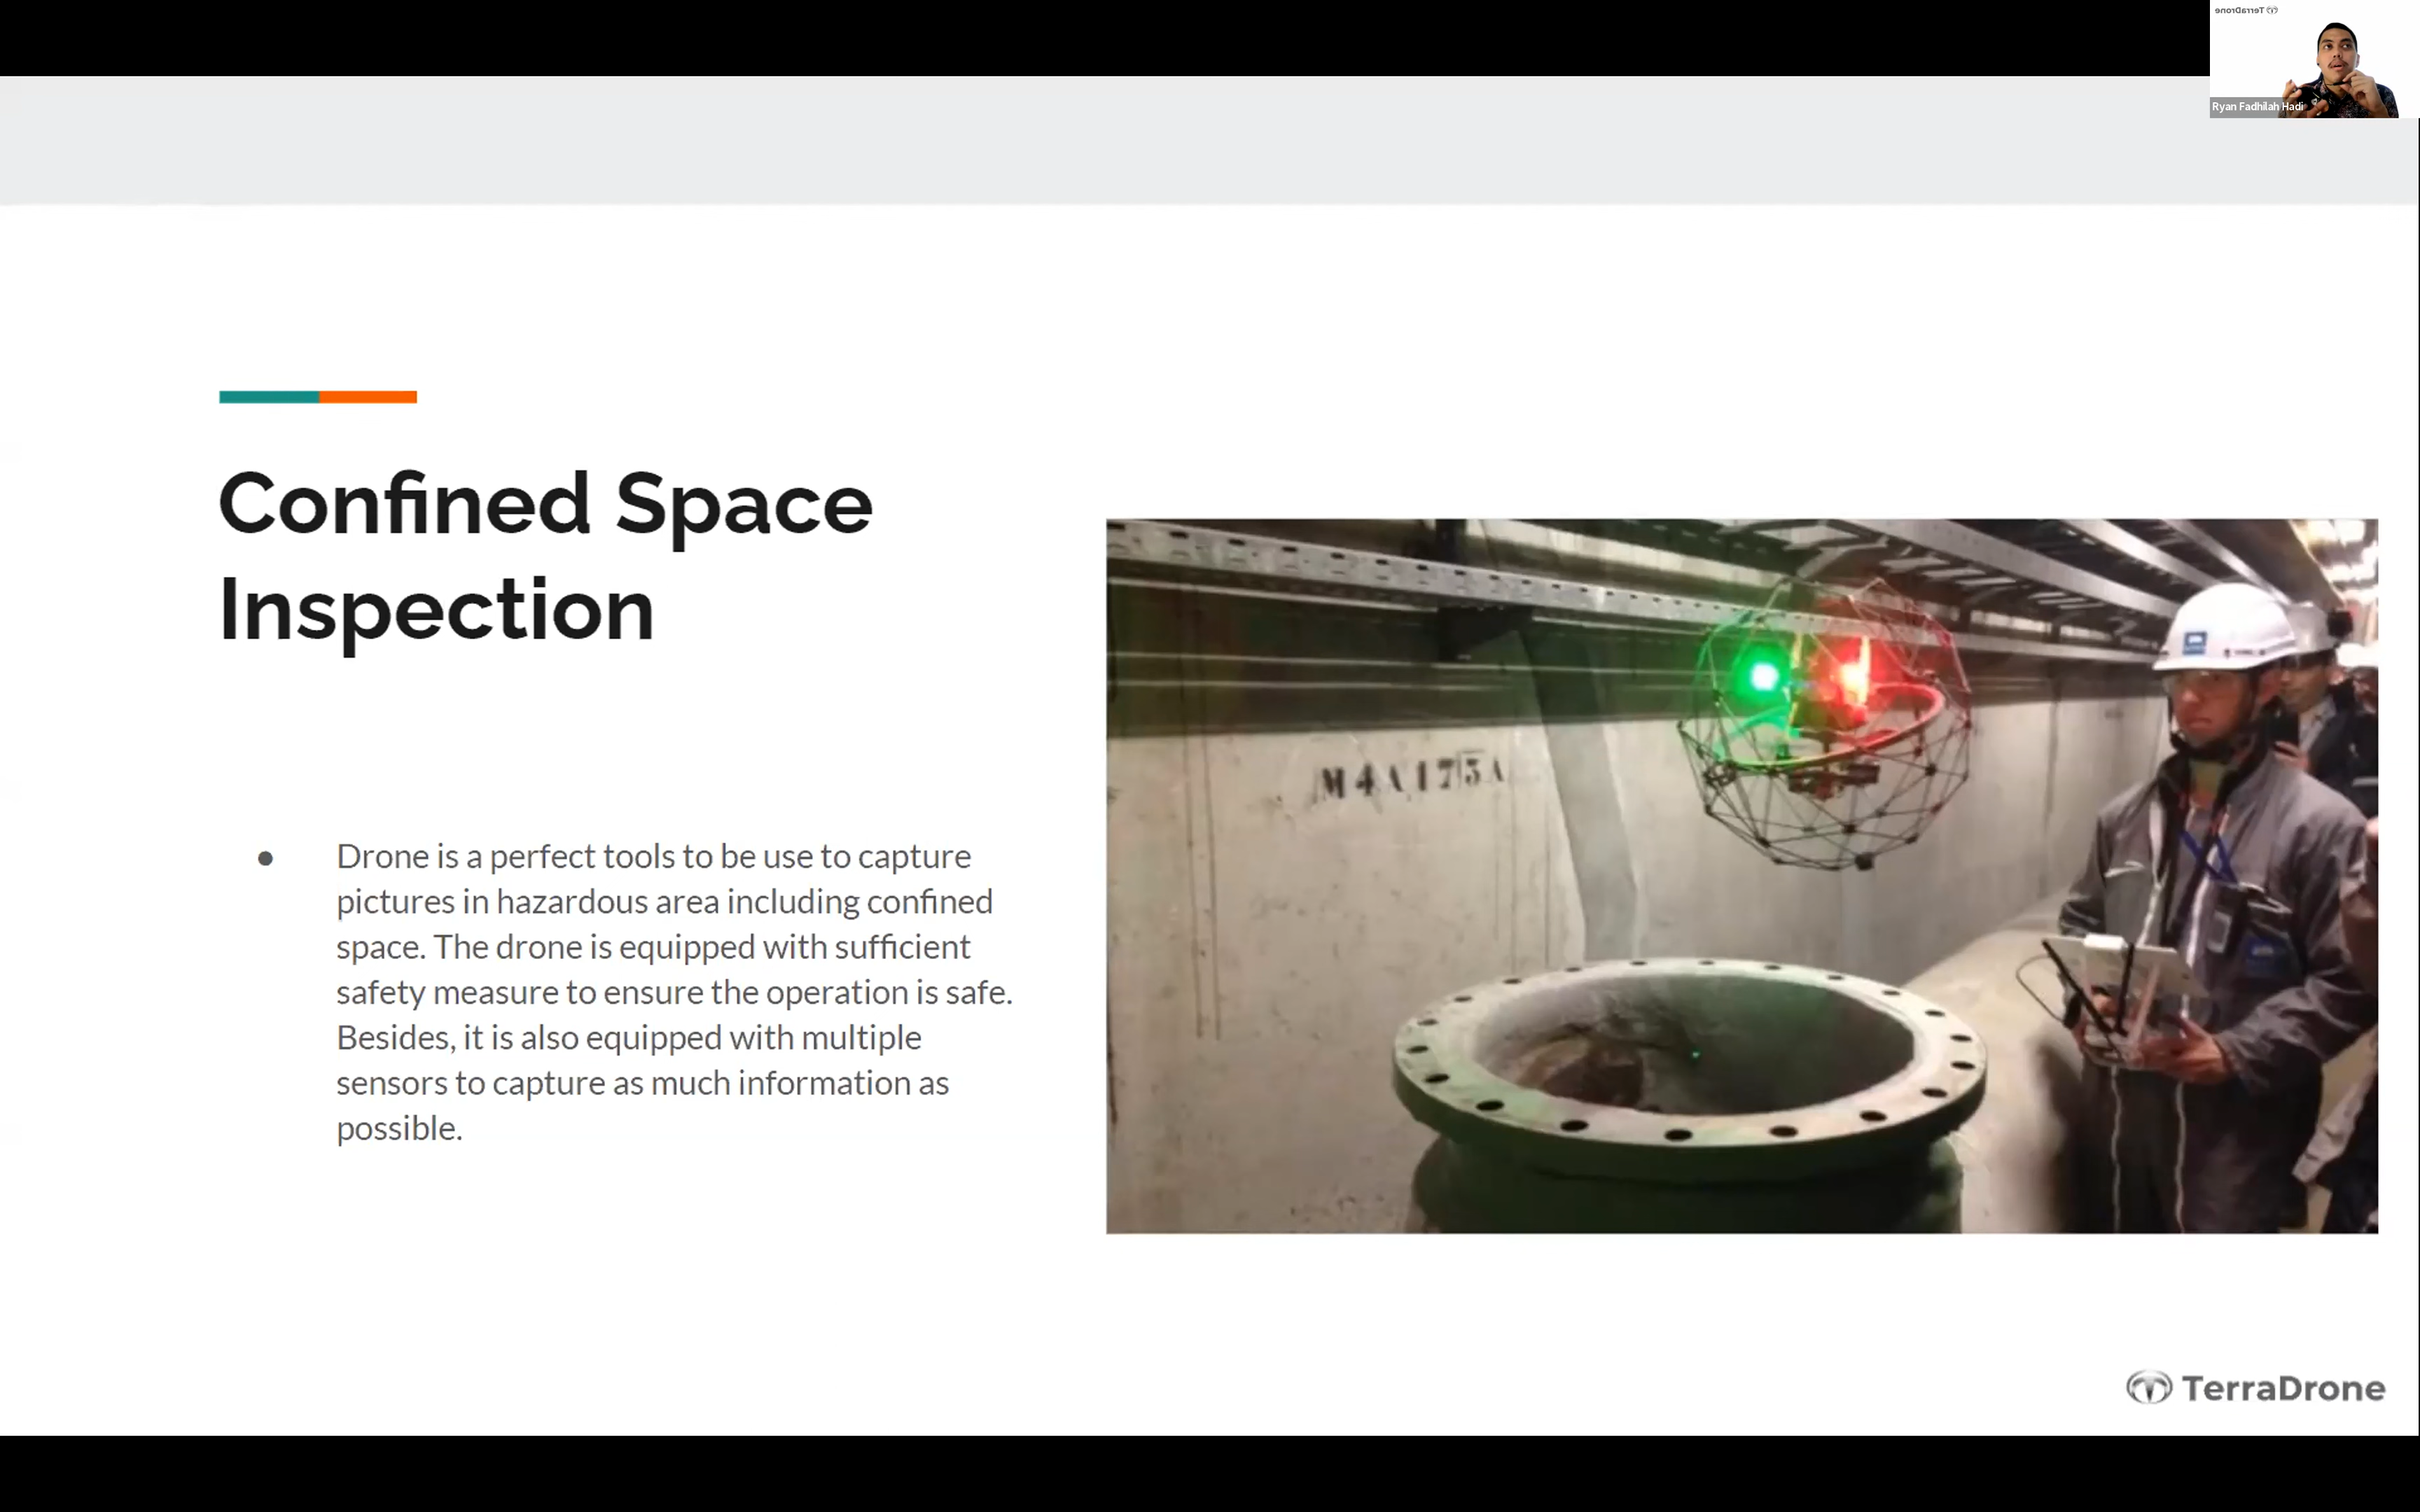 TerraDrone
Ryan Fadhilah Hadi
Confined Space
Inspection
● Drone is a perfect tools to be use to capture
pictures in hazardous area including confined
space. The drone is equipped with sufficient
safety measure to ensure the operation is safe.
Besides, it is also equipped with multiple
sensors to capture as much information as
possible.
M4A175A
TerraDrone